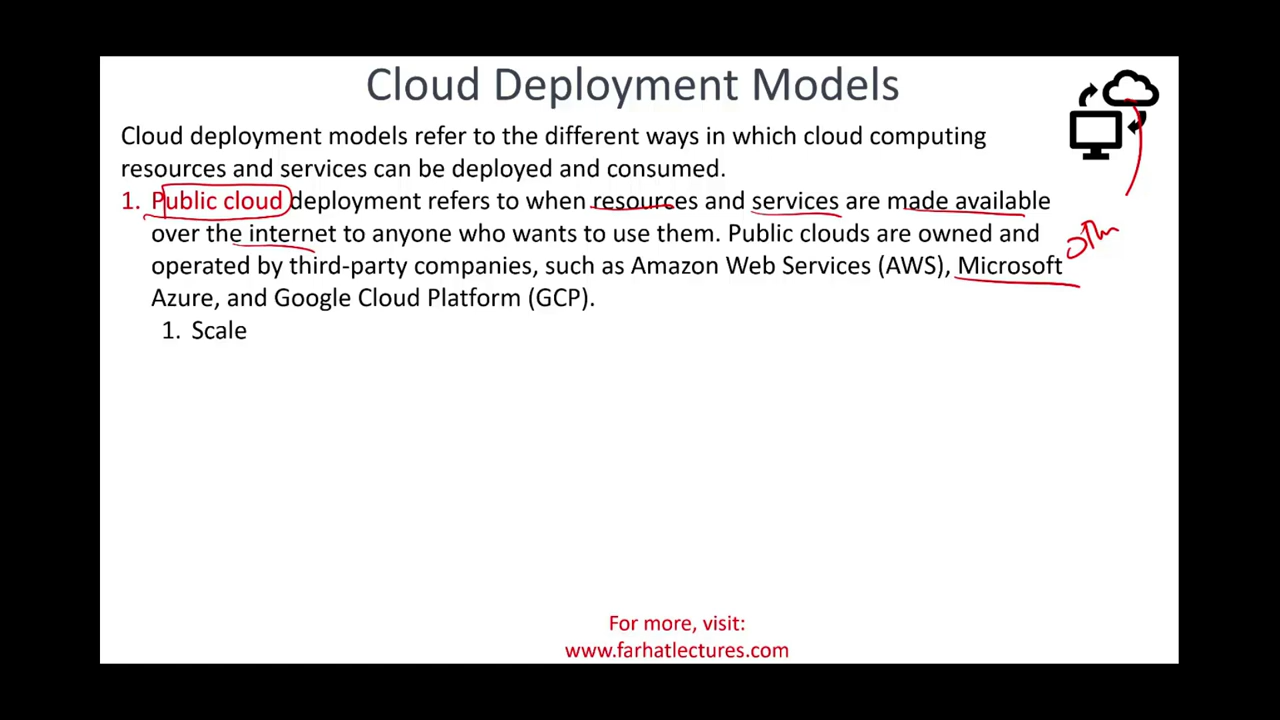 Cloud Deployment Models
Cloud deployment models refer to the different ways in which cloud computing
resources and services can be deployed and consumed.
1. Public cloud deployment refers to when resources and services are made available
over the internet to anyone who wants to use them. Public clouds are owned and
operated by third-party companies, such as Amazon Web Services (AWS), Microsoft
Azure, and Google Cloud Platform (GCP).
1. Scale
For more, visit:
www.farhatlectures.com